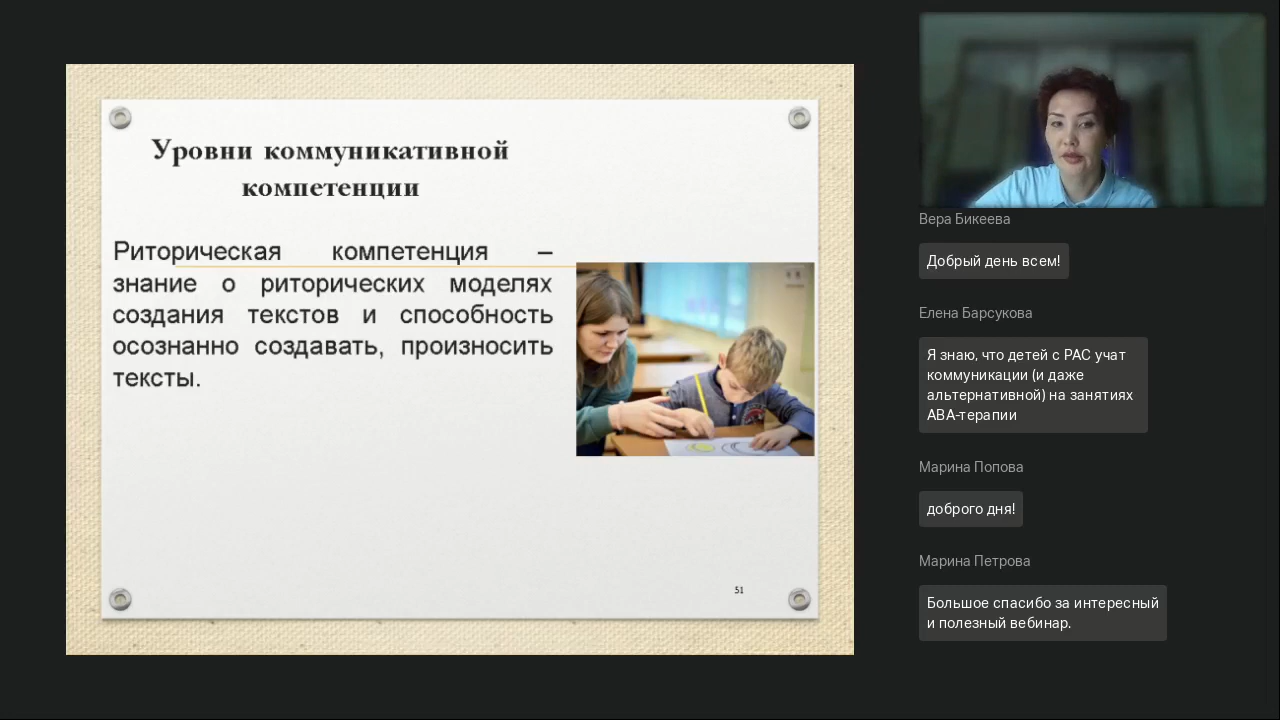 Уровни коммуникативной
компетенции
Риторическая компетенция –
знание о риторических моделях
создания текстов и способность
осознанно создавать, произносить
тексты.
51
Вера Бикеева
Добрый день всем!
Елена Барсукова
Я знаю, что детей с РАС учат
коммуникации (и даже
альтернативной) на занятиях
АВА-терапии
Марина Попова
доброго дня!
Марина Петрова
Большое спасибо за интересный
и полезный вебинар.